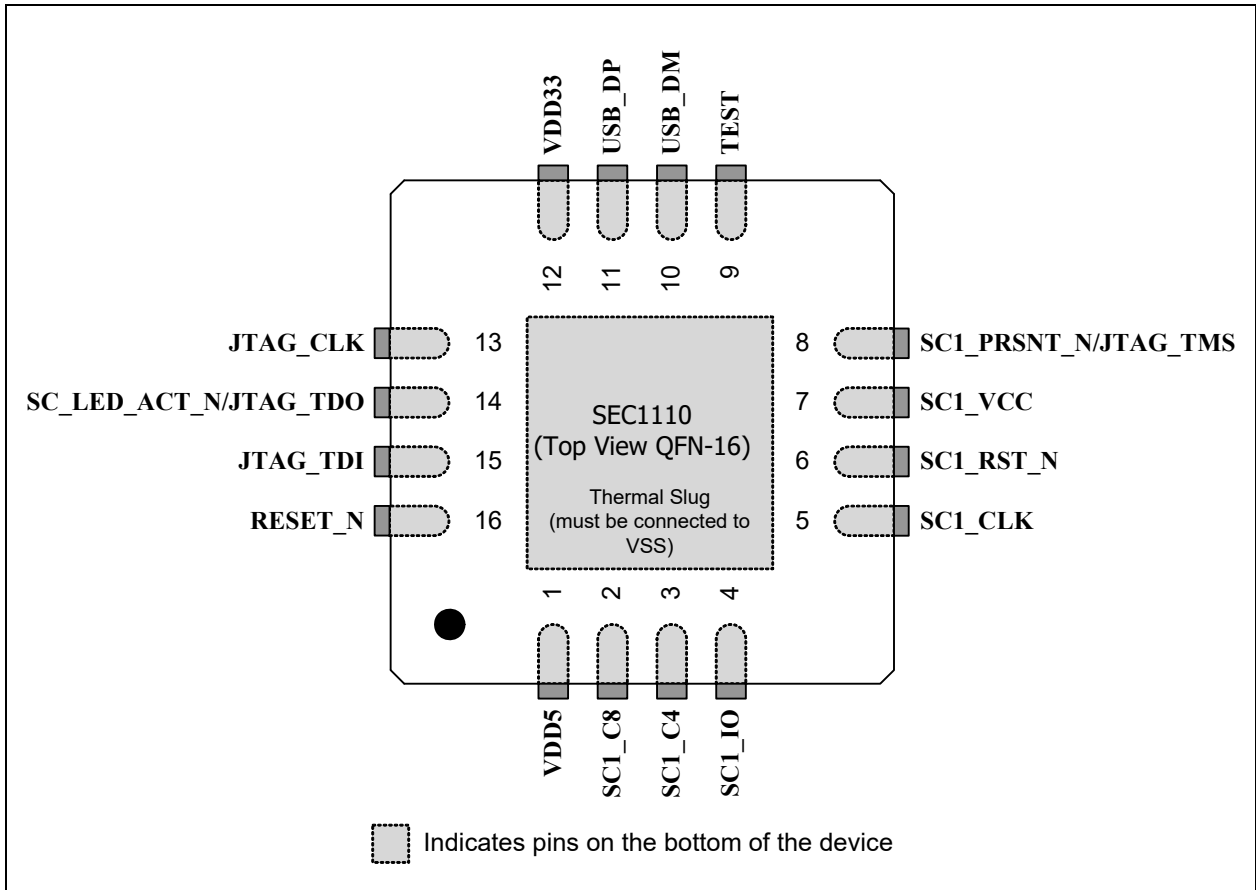 VDD33
USB_DP
USB_DM
TEST
12
11
10
9
JTAG_CLK
13
SC_LED_ACT_N/JTAG_TDO
14
JTAG_TDI
15
RESET_N
16
SEC1110
(Top View QFN-16)
Thermal Slug
(must be connected to
VSS)
8
SC1_PRSNT_N/JTAG_TMS
7
SC1_VCC
6
SC1_RST_N
5
SC1_CLK
1
2
3
4
VDD5
SC1_C8
SC1_C4
SC1_IO
Indicates pins on the bottom of the device